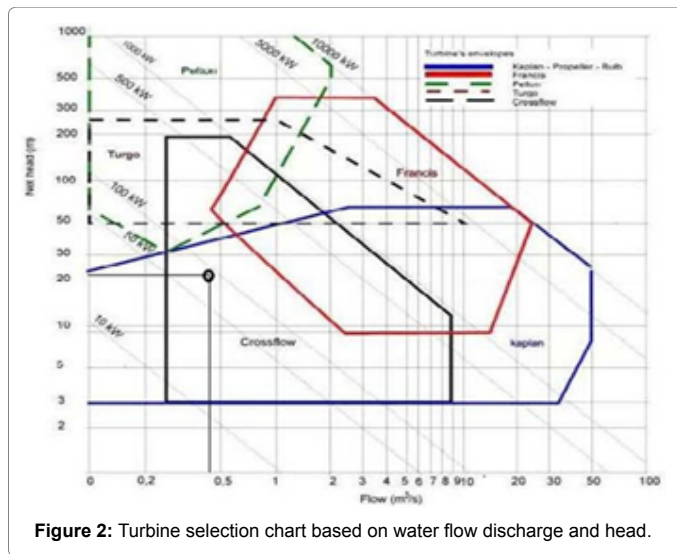 1000
500
300
200
100
50
30
20
10
5
3
2
Net head (m)
1000 kW
500 kW
100 kW
50 kW
10 kW
5000 kW
10000 kW
Pelton
Turgo
Francis
Crossflow
kaplan
Turbine's envelopes
Kaplan - Propeller - Bulb
Francis
Pelton
Turgo
Crossflow
0 0,2 0,5 1 2 3 4 5 6 7 8 9 10 20 30 50 100
Flow (m³/s)
Figure 2: Turbine selection chart based on water flow discharge and head.